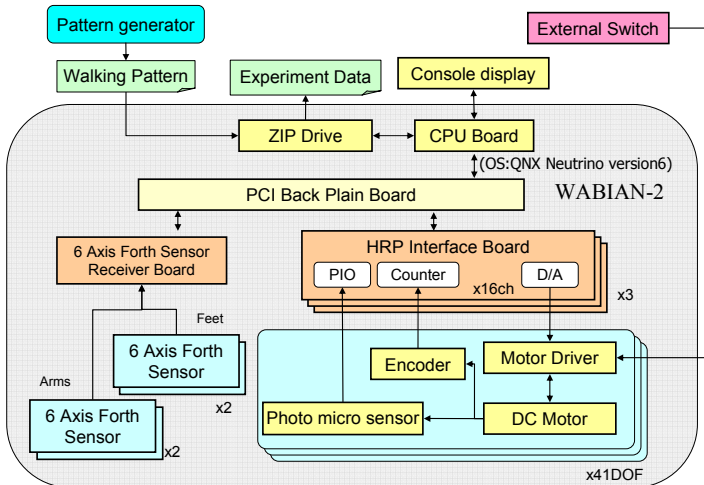 Pattern generator
External Switch
Walking Pattern
Experiment Data
Console display
ZIP Drive
CPU Board
(OS:QNX Neutrino version6)
PCI Back Plain Board
WABIAN-2
6 Axis Forth Sensor
Receiver Board
HRP Interface Board
PIO
Counter
D/A
x16ch
x3
Feet
6 Axis Forth
Sensor
x2
Arms
6 Axis Forth
Sensor
x2
Encoder
Motor Driver
Photo micro sensor
DC Motor
x41DOF